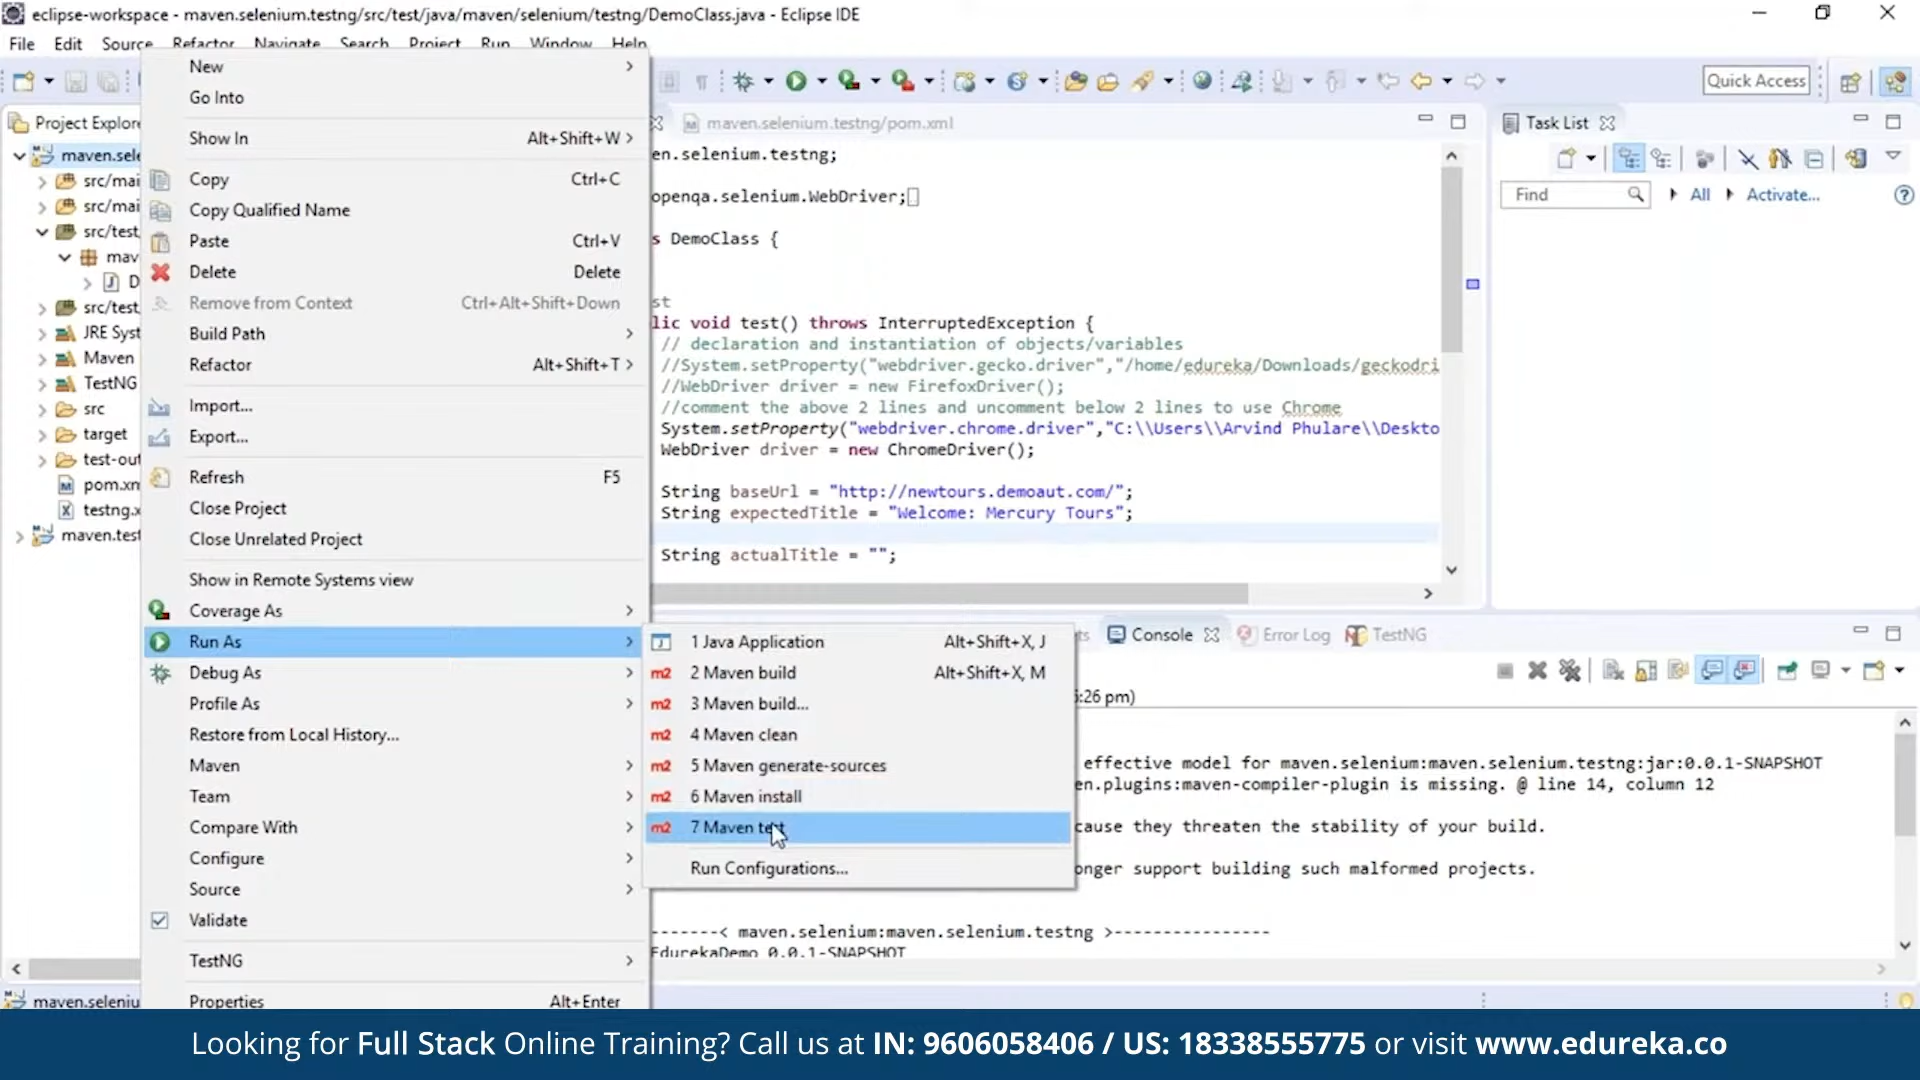 eclipse-workspace - maven.selenium.testng/src/test/java/maven/selenium/testng/DemoClass.java - Eclipse IDE
File Edit Source Refactor Navigate Search Project Run Window Help
Quick Access
Project Explore
maven.sele
src/mai
src/mai
src/test
mav
D
src/test
JRE Syst
Maven
TestNG
src
target
test-out
pom.xm
testng.x
maven.test
New
Go Into
Show In Alt+Shift+W
Copy Ctrl+C
Copy Qualified Name
Paste Ctrl+V
Delete Delete
Remove from Context Ctrl+Alt+Shift+Down
Build Path
Refactor Alt+Shift+T
Import...
Export...
Refresh F5
Close Project
Close Unrelated Project
Show in Remote Systems view
Coverage As
Run As
Debug As
Profile As
Restore from Local History...
Maven
Team
Compare With
Configure
Source
Validate
TestNG
Properties Alt+Enter
1 Java Application Alt+Shift+X, J
2 Maven build Alt+Shift+X, M
3 Maven build...
4 Maven clean
5 Maven generate-sources
6 Maven install
7 Maven test
Run Configurations...
maven.selenium.testng/pom.xml
en.selenium.testng;
openqa.selenium.WebDriver;
s DemoClass {
st
lic void test() throws InterruptedException {
// declaration and instantiation of objects/variables
//System.setProperty("webdriver.gecko.driver","/home/edureka/Downloads/geckodri
//WebDriver driver = new FirefoxDriver();
//comment the above 2 lines and uncomment below 2 lines to use Chrome
System.setProperty("webdriver.chrome.driver","C:\\Users\\Arvind Phulare\\Deskto
WebDriver driver = new ChromeDriver();
String baseUrl = "http://newtours.demoaut.com/";
String expectedTitle = "Welcome: Mercury Tours";
String actualTitle = "";
Task List
Find All Activate...
ts Console Error Log TestNG
5:26 pm)
effective model for maven.selenium:maven.selenium.testng:jar:0.0.1-SNAPSHOT
en.plugins:maven-compiler-plugin is missing. @ line 14, column 12
cause they threaten the stability of your build.
onger support building such malformed projects.
-------< maven.selenium:maven.selenium.testng >----------------
EdurekaDemo 0.0.1-SNAPSHOT
maven.seleniu
Looking for Full Stack Online Training? Call us at IN: 9606058406 / US: 18338555775 or visit www.edureka.co